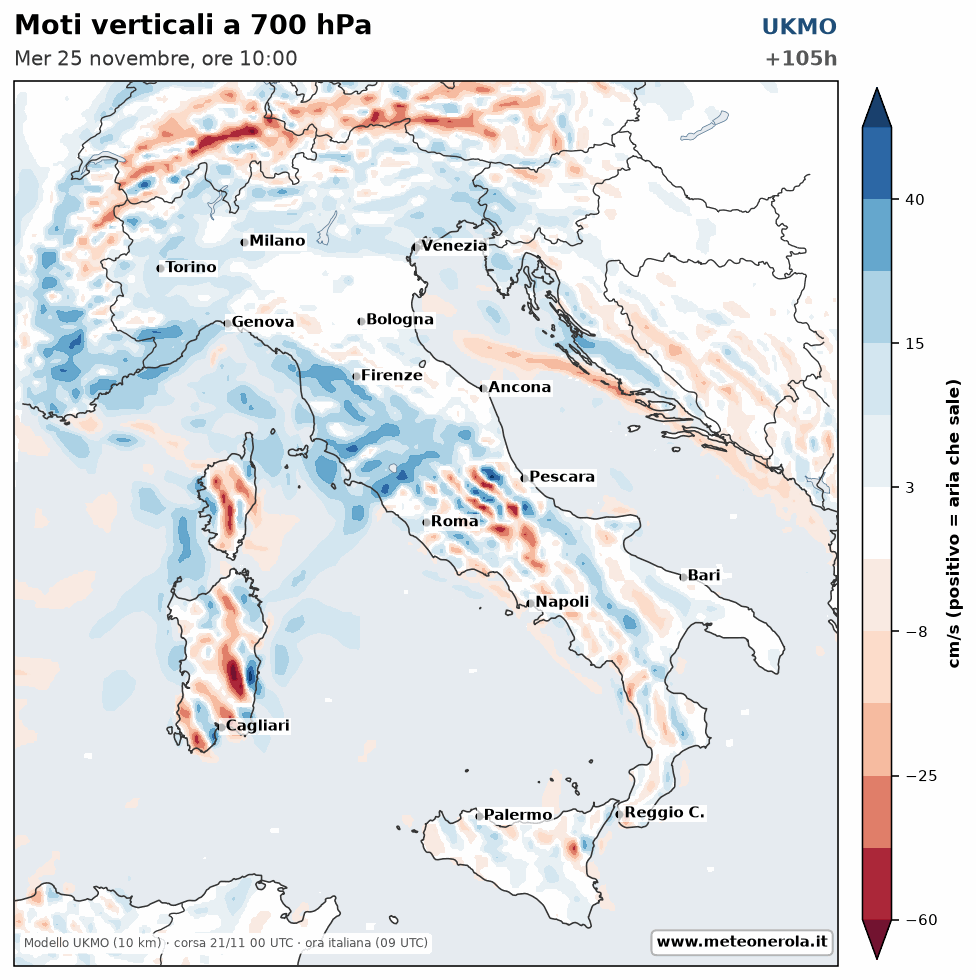 Moti verticali a 700 hPa
UKMO
Mer 25 novembre, ore 10:00
+105h
Milano
Venezia
Torino
Genova
Bologna
Firenze
Ancona
Pescara
Roma
Bari
Napoli
Cagliari
Palermo
Reggio C.
40
15
3
−8
−25
−60
cm/s (positivo = aria che sale)
Modello UKMO (10 km) · corsa 21/11 00 UTC · ora italiana (09 UTC)
www.meteonerola.it